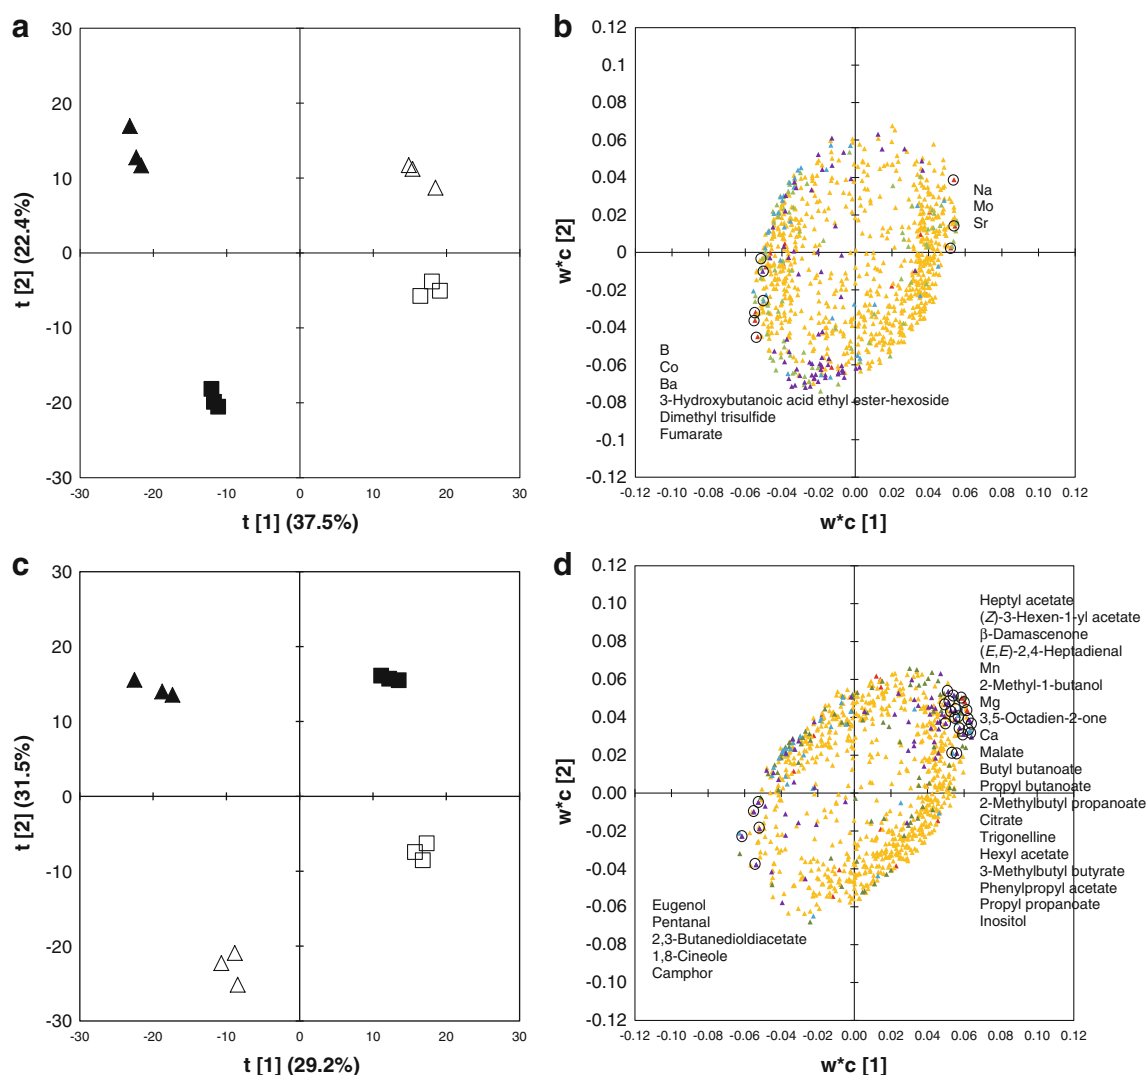 a
30
20
10
0
-10
-20
-30
t [2] (22.4%)
-30 -20 -10 0 10 20 30
t [1] (37.5%)
b
0.12
0.1
0.08
0.06
0.04
0.02
0
-0.02
-0.04
-0.06
-0.08
-0.1
-0.12
w*c [2]
Na
Mo
Sr
B
Co
Ba
3-Hydroxybutanoic acid ethyl ester-hexoside
Dimethyl trisulfide
Fumarate
-0.12 -0.10 -0.08 -0.06 -0.04 -0.02 0.00 0.02 0.04 0.06 0.08 0.10 0.12
w*c [1]
c
30
20
10
0
-10
-20
-30
t [2] (31.5%)
-30 -20 -10 0 10 20 30
t [1] (29.2%)
d
0.12
0.10
0.08
0.06
0.04
0.02
0.00
-0.02
-0.04
-0.06
-0.08
-0.10
-0.12
w*c [2]
Heptyl acetate
(Z)-3-Hexen-1-yl acetate
β-Damascenone
(E,E)-2,4-Heptadienal
Mn
2-Methyl-1-butanol
Mg
3,5-Octadien-2-one
Ca
Malate
Butyl butanoate
Propyl butanoate
2-Methylbutyl propanoate
Citrate
Trigonelline
Hexyl acetate
3-Methylbutyl butyrate
Phenylpropyl acetate
Propyl propanoate
Inositol
Eugenol
Pentanal
2,3-Butanedioldiacetate
1,8-Cineole
Camphor
-0.12 -0.10 -0.08 -0.06 -0.04 -0.02 0.00 0.02 0.04 0.06 0.08 0.10 0.12
w*c [1]